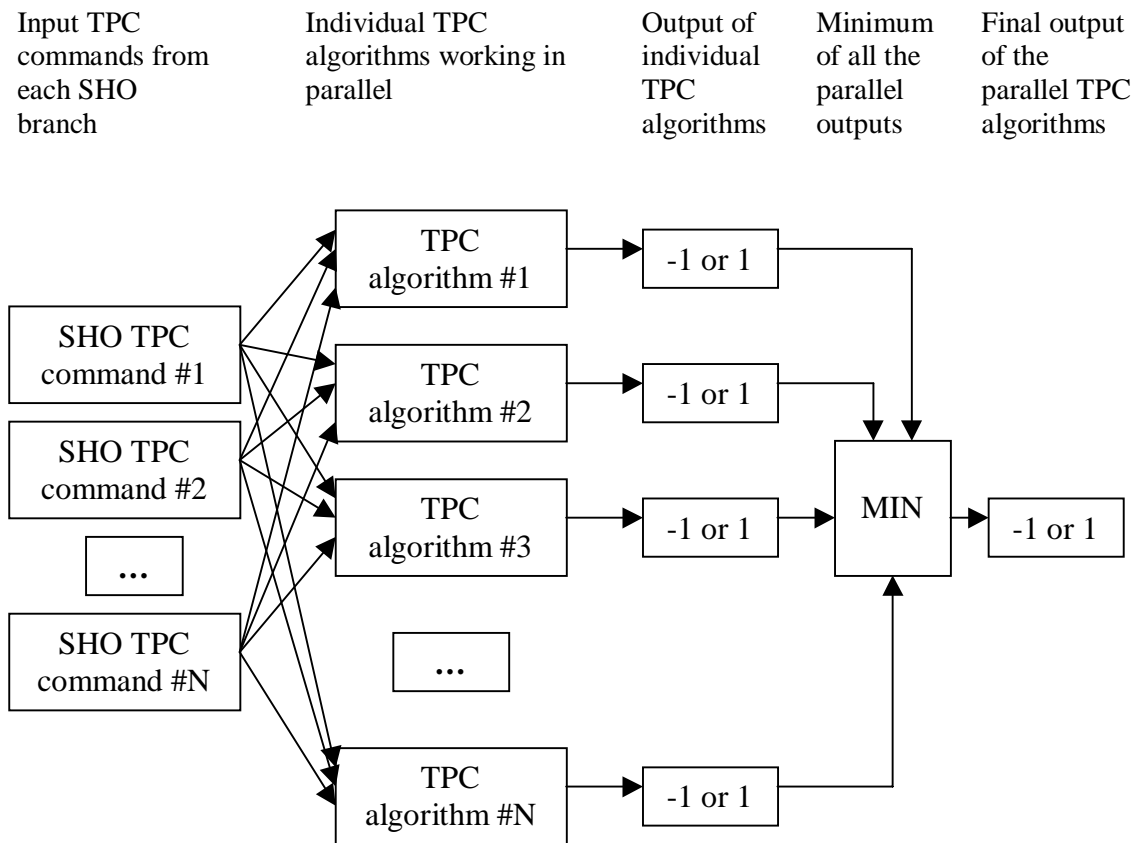 Input TPC
commands from
each SHO
branch
Individual TPC
algorithms working in
parallel
Output of
individual
TPC
algorithms
Minimum
of all the
parallel
outputs
Final output
of the
parallel TPC
algorithms
SHO TPC
command #1
SHO TPC
command #2
...
SHO TPC
command #N
TPC
algorithm #1
TPC
algorithm #2
TPC
algorithm #3
...
TPC
algorithm #N
-1 or 1
-1 or 1
-1 or 1
-1 or 1
MIN
-1 or 1